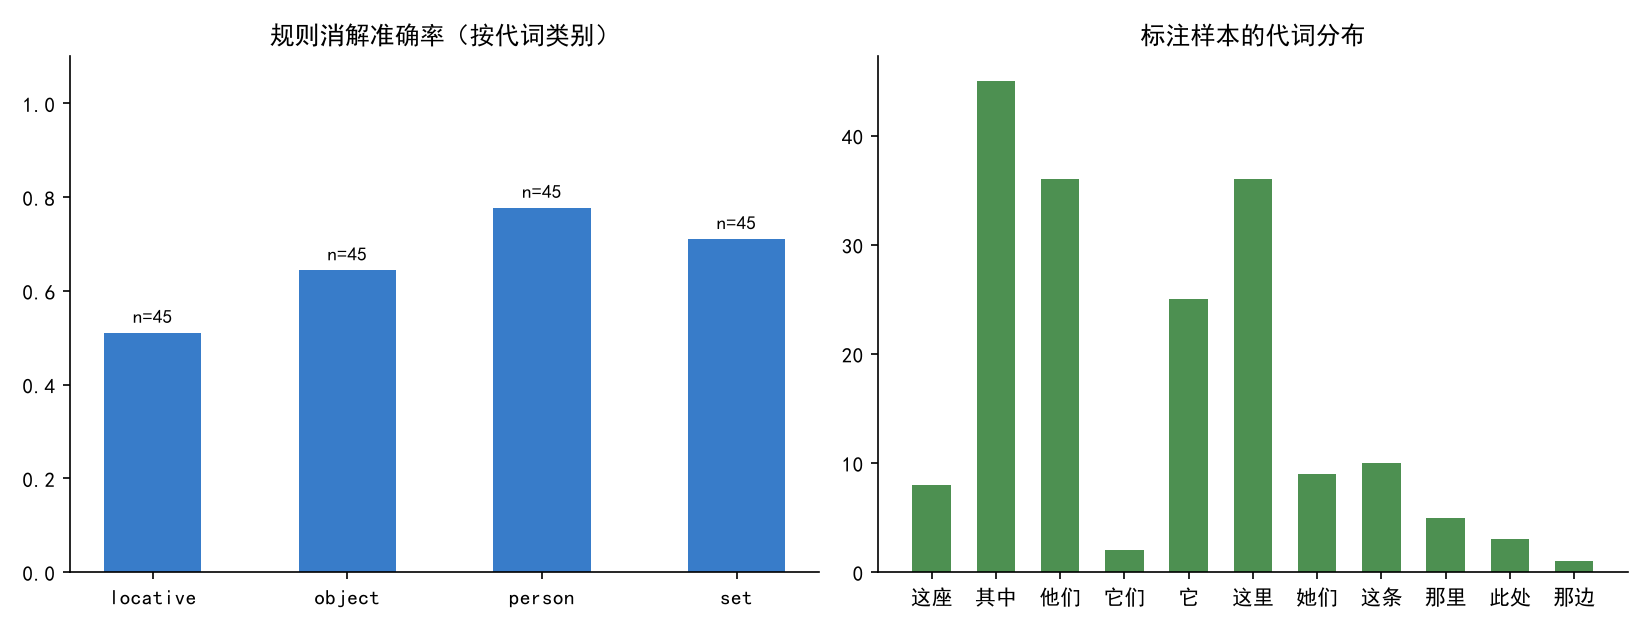 规则消解准确率（按代词类别）
1.0
0.8
0.6
0.4
0.2
0.0
n=45
n=45
n=45
n=45
locative
object
person
set
标注样本的代词分布
40
30
20
10
0
这座
其中
他们
它们
它
这里
她们
这条
那里
此处
那边